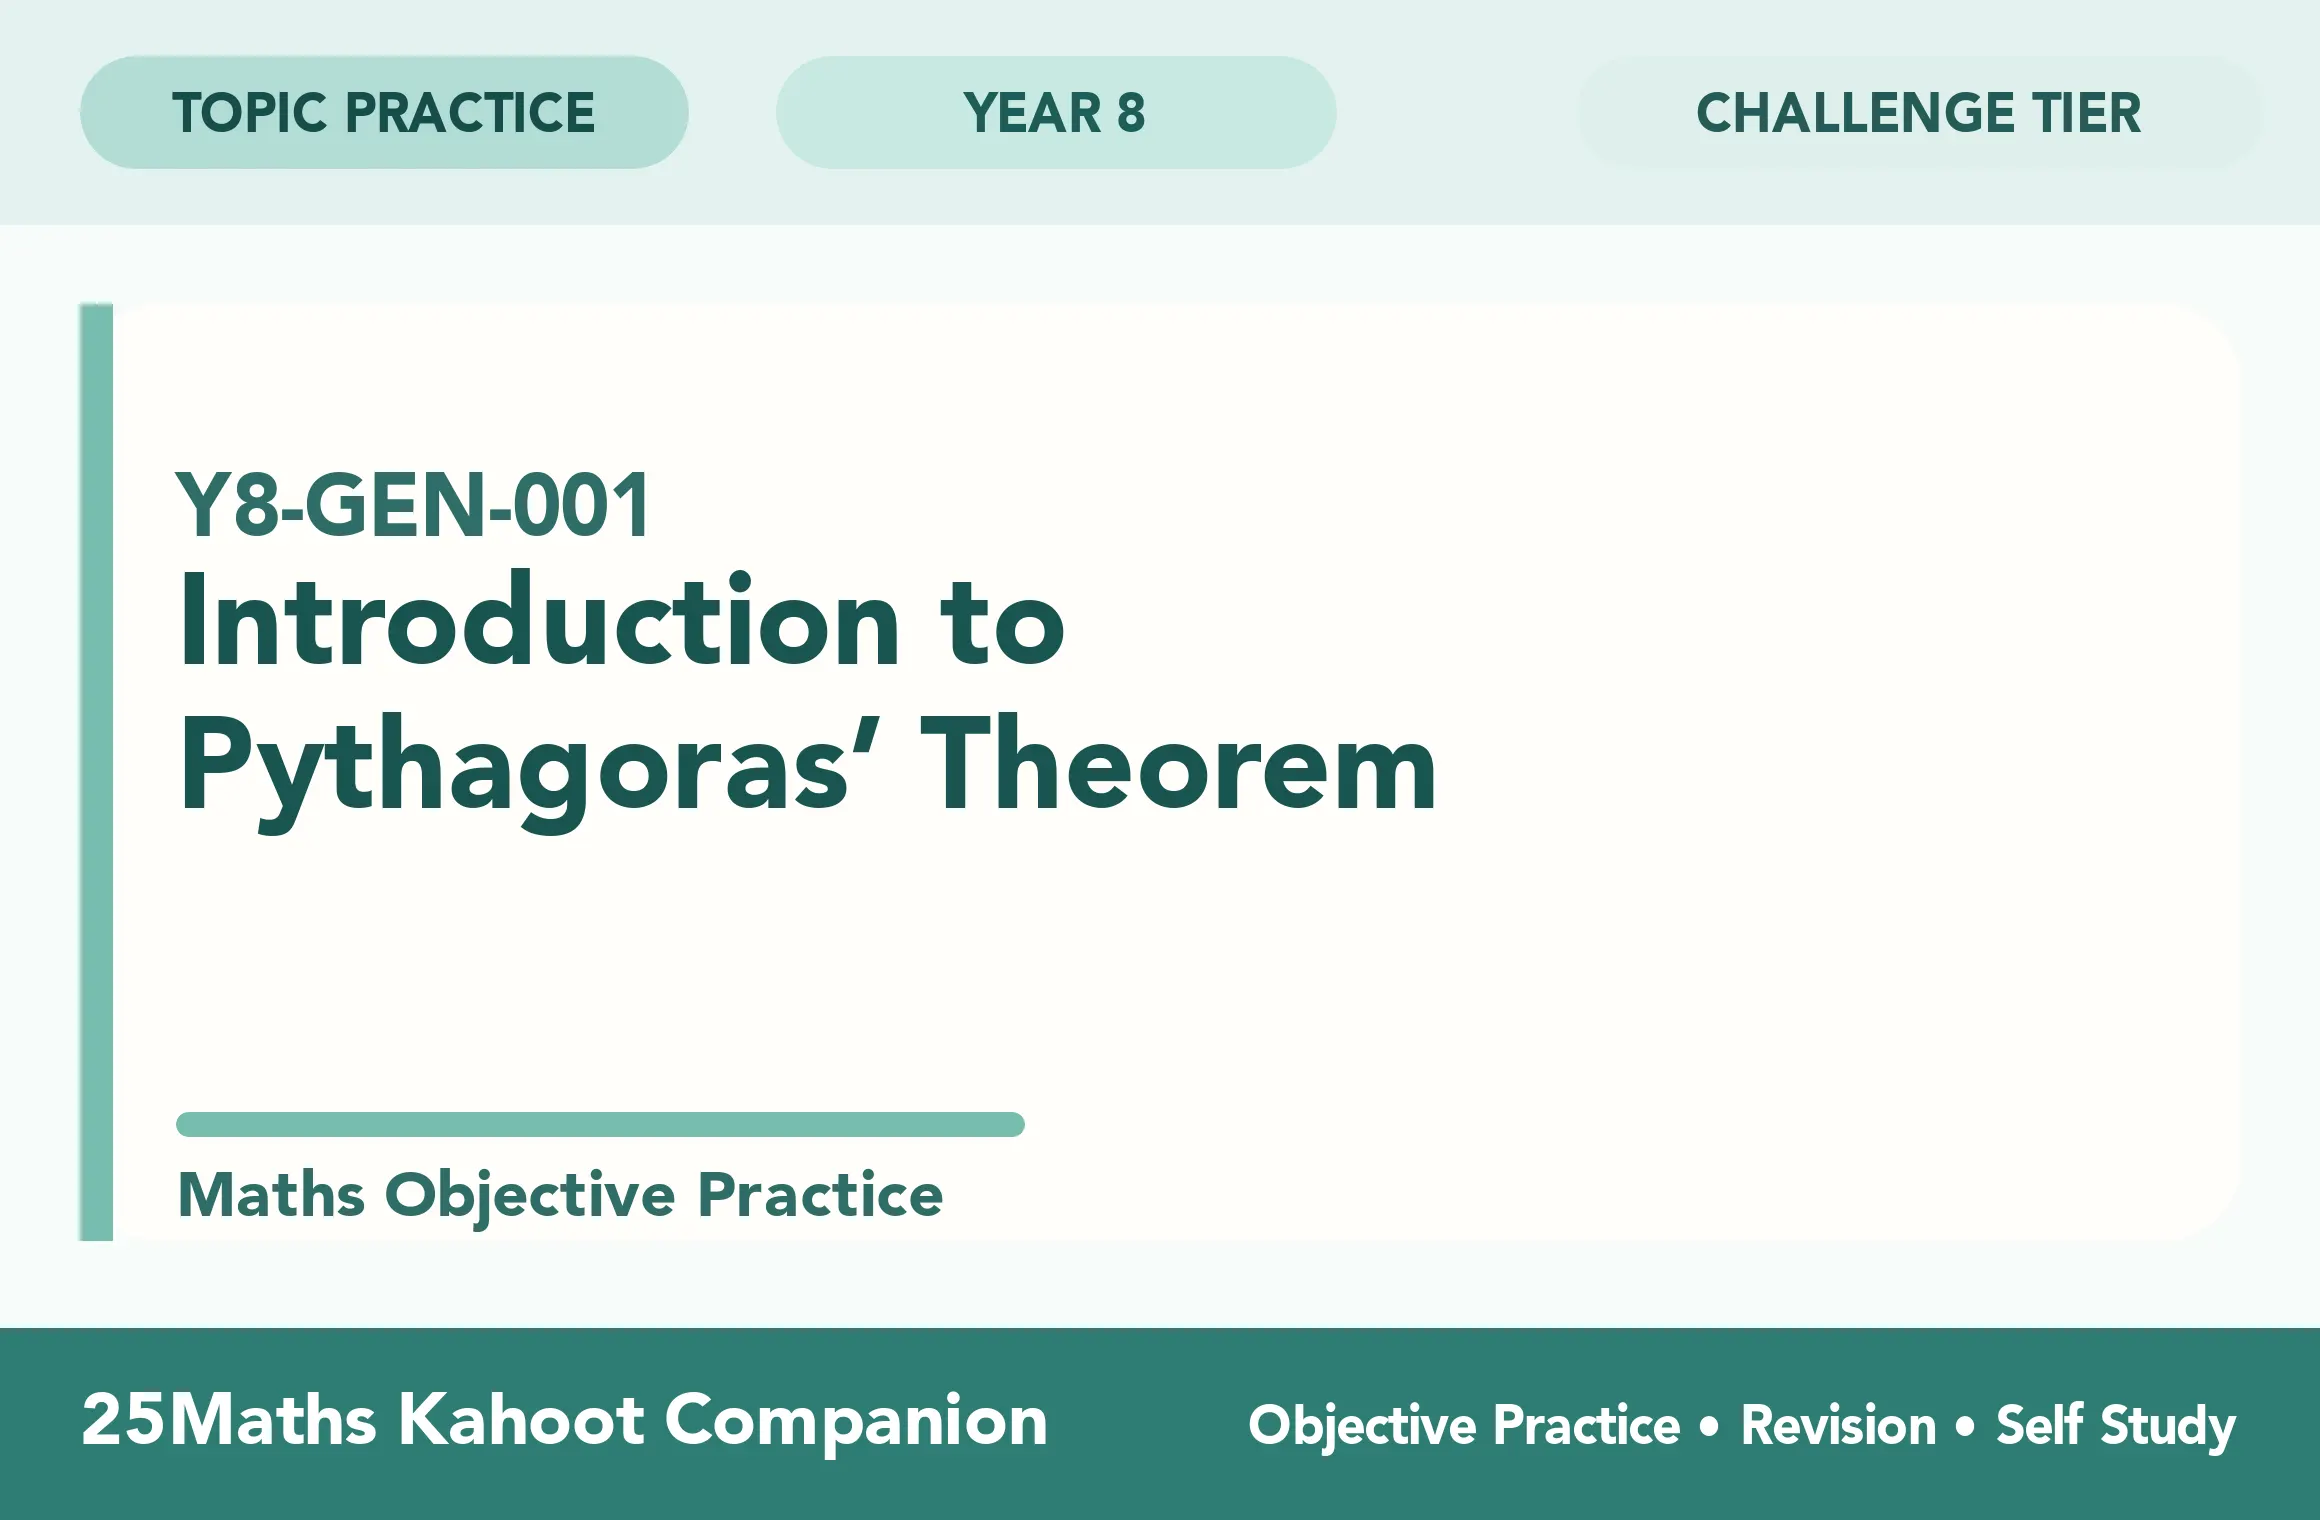 TOPIC PRACTICE
YEAR 8
CHALLENGE TIER
Y8-GEN-001
Introduction to
Pythagoras’ Theorem
Maths Objective Practice
25Maths Kahoot Companion
Objective Practice • Revision • Self Study